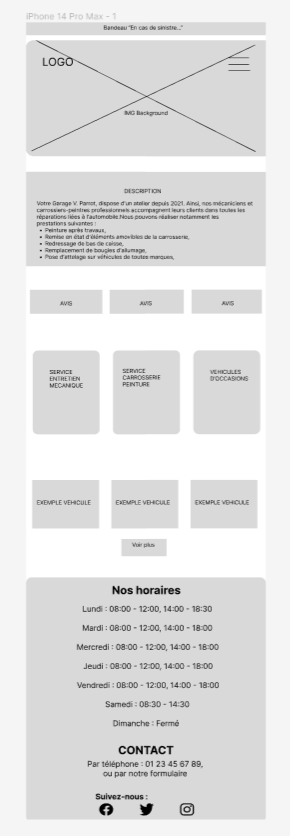 iPhone 14 Pro Max - 1
Bandeau "En cas de sinistre..."
LOGO
IMG Background
DESCRIPTION
Votre Garage V. Parrot, dispose d'un atelier depuis 2021. Ainsi, nos mécaniciens et
carrossiers-peintres professionnels accompagnent leurs clients dans toutes les
réparations liées à l'automobile.Nous pouvons réaliser notamment les
prestations suivantes :
• Peinture après travaux,
• Remise en état d'éléments amovibles de la carrosserie,
• Redressage de bas de caisse,
• Remplacement de bougies d'allumage,
• Pose d'attelage sur véhicules de toutes marques,
AVIS
AVIS
AVIS
SERVICE
ENTRETIEN
MECANIQUE
SERVICE
CARROSSERIE
PEINTURE
VEHICULES
D'OCCASIONS
EXEMPLE VEHICULE
EXEMPLE VEHICULE
EXEMPLE VEHICULE
Voir plus
Nos horaires
Lundi : 08:00 - 12:00, 14:00 - 18:30
Mardi : 08:00 - 12:00, 14:00 - 18:00
Mercredi : 08:00 - 12:00, 14:00 - 18:00
Jeudi : 08:00 - 12:00, 14:00 - 18:00
Vendredi : 08:00 - 12:00, 14:00 - 18:00
Samedi : 08:30 - 14:30
Dimanche : Fermé
CONTACT
Par téléphone : 01 23 45 67 89,
ou par notre formulaire
Suivez-nous :